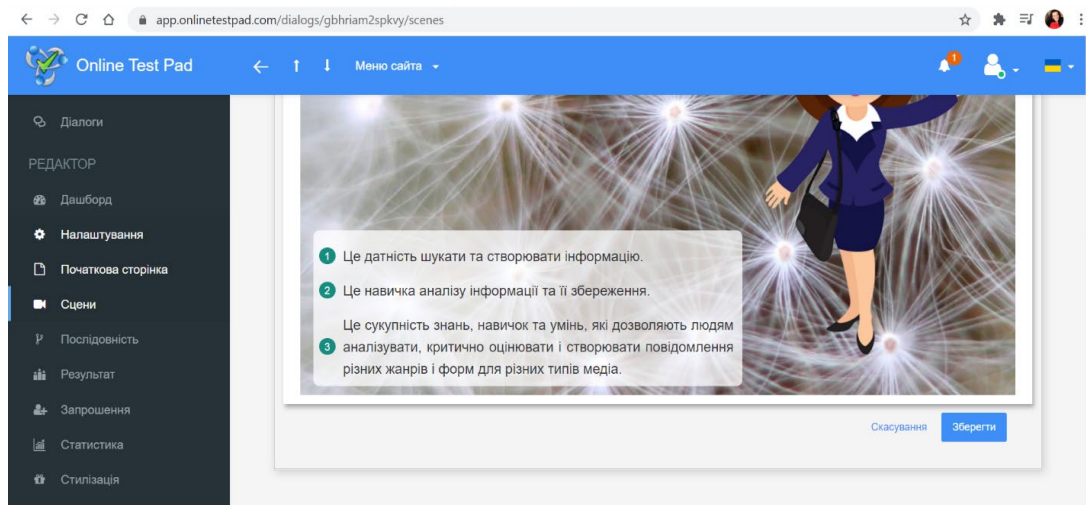 app.onlinetestpad.com/dialogs/gbhriam2spkvy/scenes
Online Test Pad
Меню сайта
1
Діалоги
РЕДАКТОР
Дашборд
Налаштування
Початкова сторінка
Сцени
Послідовність
Результат
Запрошення
Статистика
Стилізація
1 Це датність шукати та створювати інформацію.
2 Це навичка аналізу інформації та її збереження.
Це сукупність знань, навичок та умінь, які дозволяють людям
3 аналізувати, критично оцінювати і створювати повідомлення
різних жанрів і форм для різних типів медіа.
Скасування
Зберегти